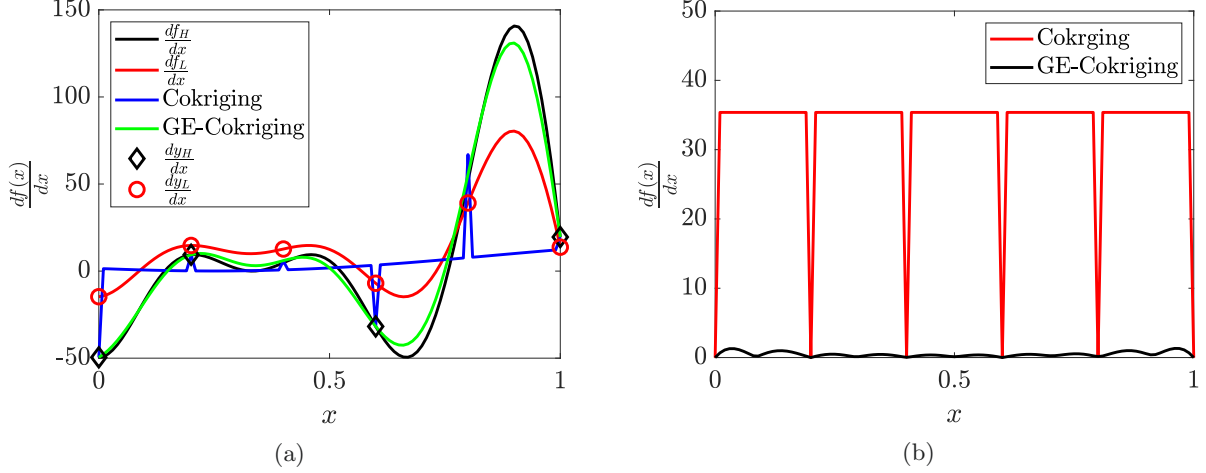 150
100
50
0
-50
df(x)/dx
df_H/dx
df_L/dx
Cokriging
GE-Cokriging
dy_H/dx
dy_L/dx
0
0.5
1
x
(a)
50
40
30
20
10
0
df(x)/dx
Cokrging
GE-Cokriging
0
0.5
1
x
(b)